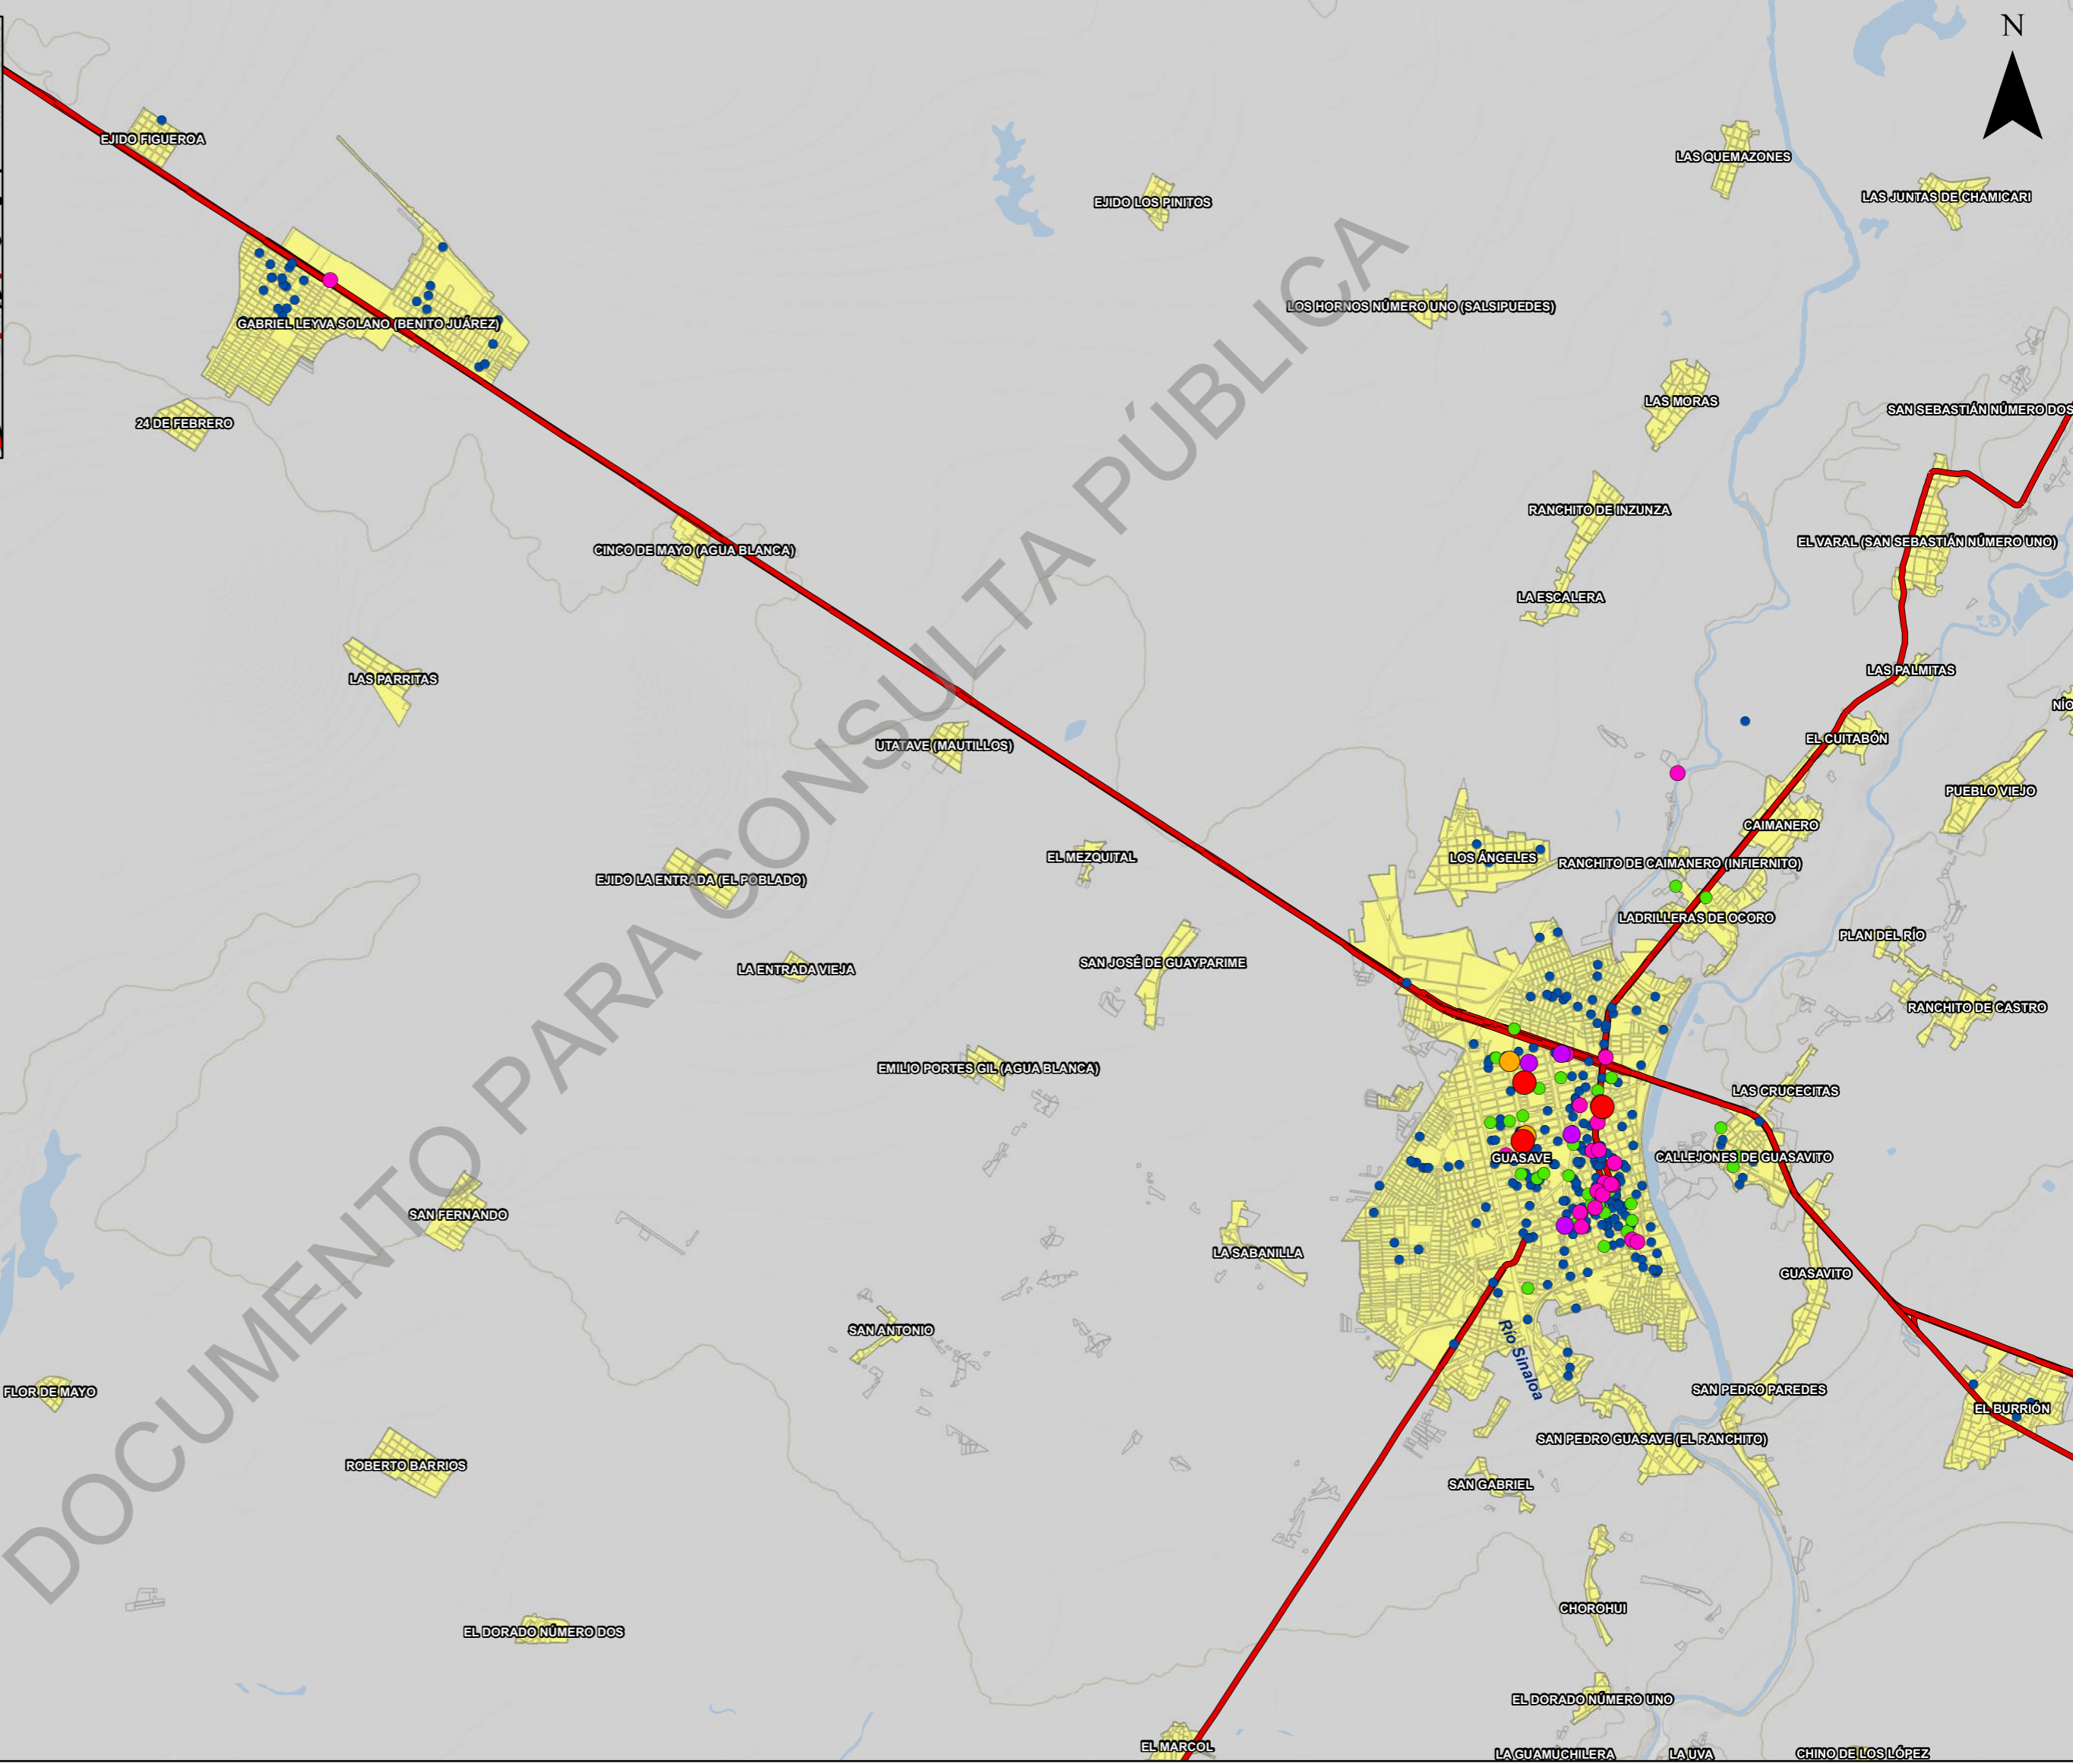 N
EJIDO FIGUEROA
LAS QUEMAZONES
LAS JUNTAS DE CHAMICARI
EJIDO LOS PINITOS
LOS HORNOS NÚMERO UNO (SALSIPUEDES)
GABRIEL LEYVA SOLANO (BENITO JUÁREZ)
LAS MORAS
SAN SEBASTIÁN NÚMERO DOS
24 DE FEBRERO
RANCHITO DE INZUNZA
EL VARAL (SAN SEBASTIÁN NÚMERO UNO)
CINCO DE MAYO (AGUA BLANCA)
LA ESCALERA
LAS PALMITAS
LAS PARRITAS
NÍO
EL CUITABÓN
UTATAVE (MAUTILLOS)
PUEBLO VIEJO
CAIMANERO
EL MEZQUITAL
LOS ÁNGELES
RANCHITO DE CAIMANERO (INFIERNITO)
EJIDO LA ENTRADA (EL POBLADO)
LADRILLERAS DE OCORO
PLAN DEL RÍO
SAN JOSÉ DE GUAYPARIME
LA ENTRADA VIEJA
RANCHITO DE CASTRO
EMILIO PORTES GIL (AGUA BLANCA)
LAS CRUCECITAS
GUASAVE
CALLEJONES DE GUASAVITO
SAN FERNANDO
LA SABANILLA
GUASAVITO
SAN ANTONIO
Río Sinaloa
FLOR DE MAYO
SAN PEDRO PAREDES
EL BURRIÓN
SAN PEDRO GUASAVE (EL RANCHITO)
ROBERTO BARRIOS
SAN GABRIEL
CHOROHUI
EL DORADO NÚMERO DOS
EL DORADO NÚMERO UNO
EL MARCOL
LA GUAMUCHILERA
LA UVA
CHINO DE LOS LÓPEZ
DOCUMENTO PARA CONSULTA PÚBLICA